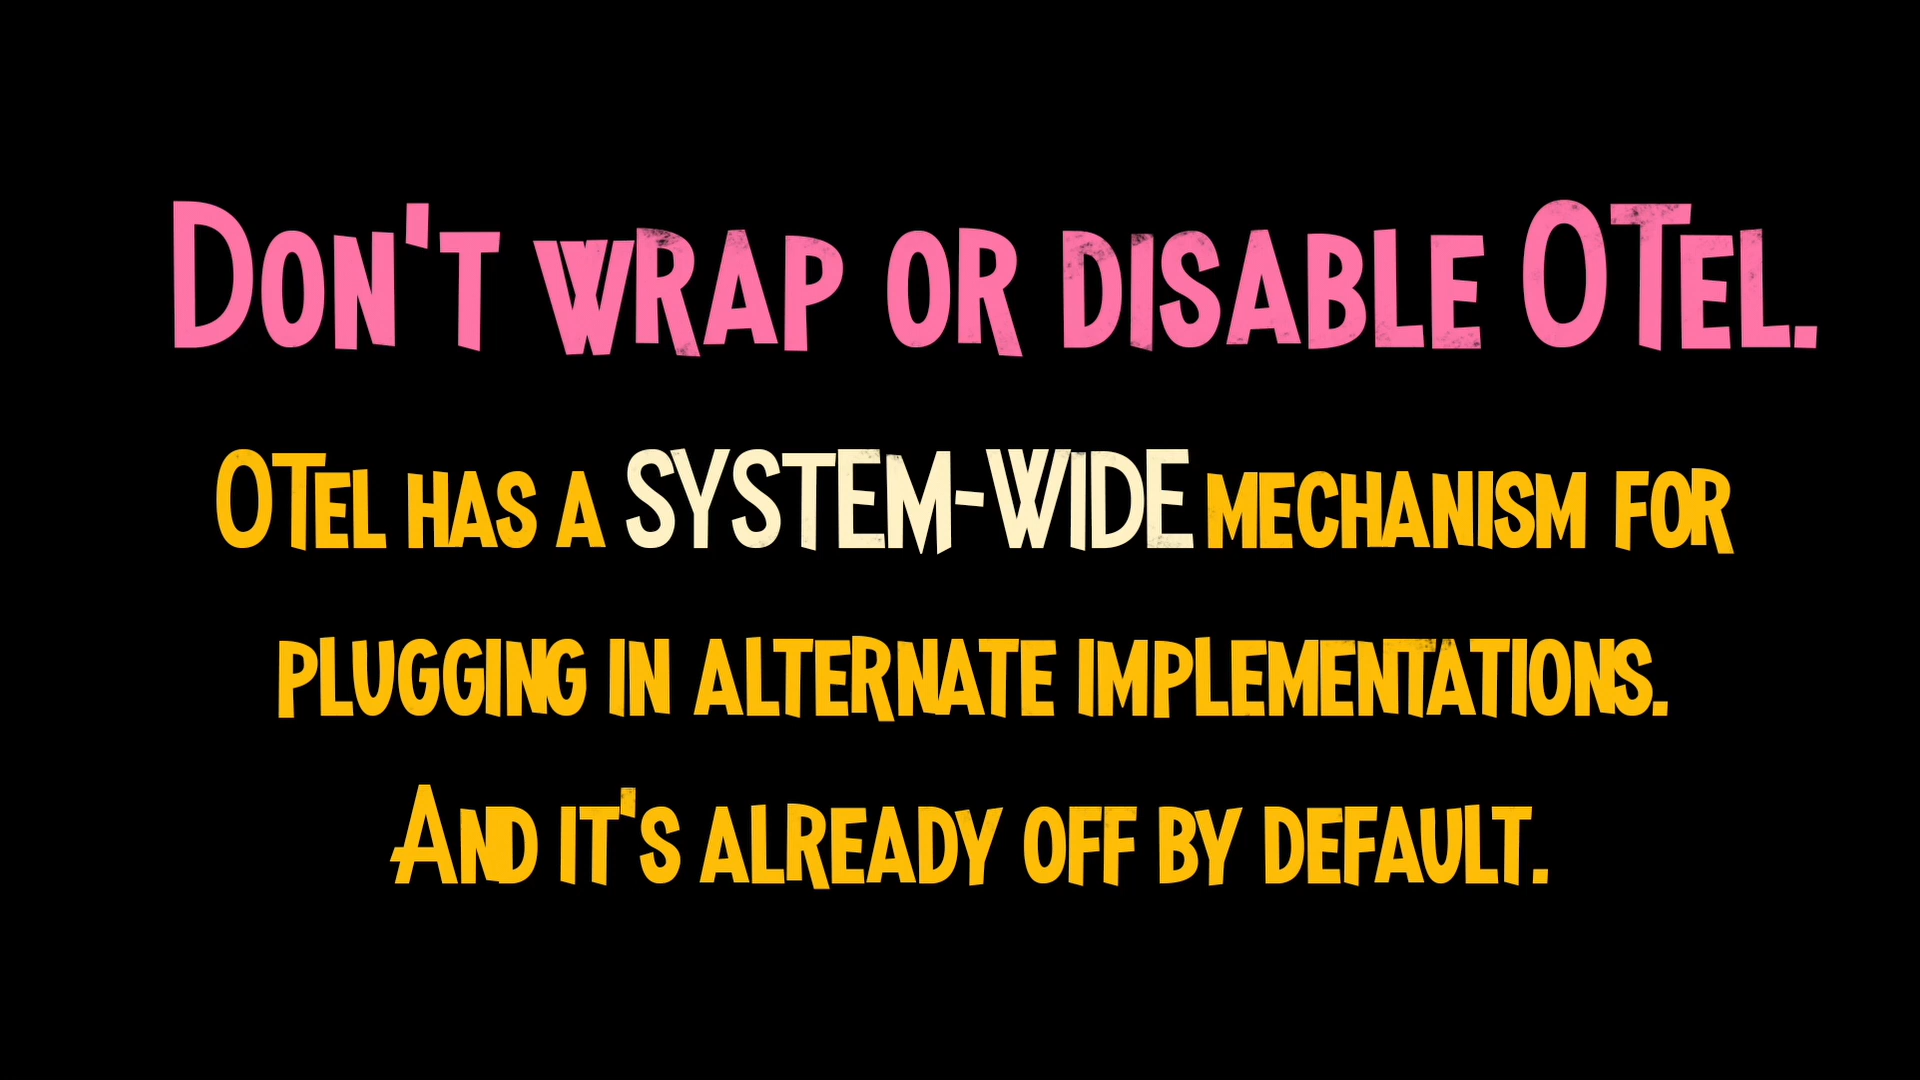 Don't wrap or disable OTel.
OTel has a SYSTEM-WIDE mechanism for
plugging in alternate implementations.
And it's already off by default.